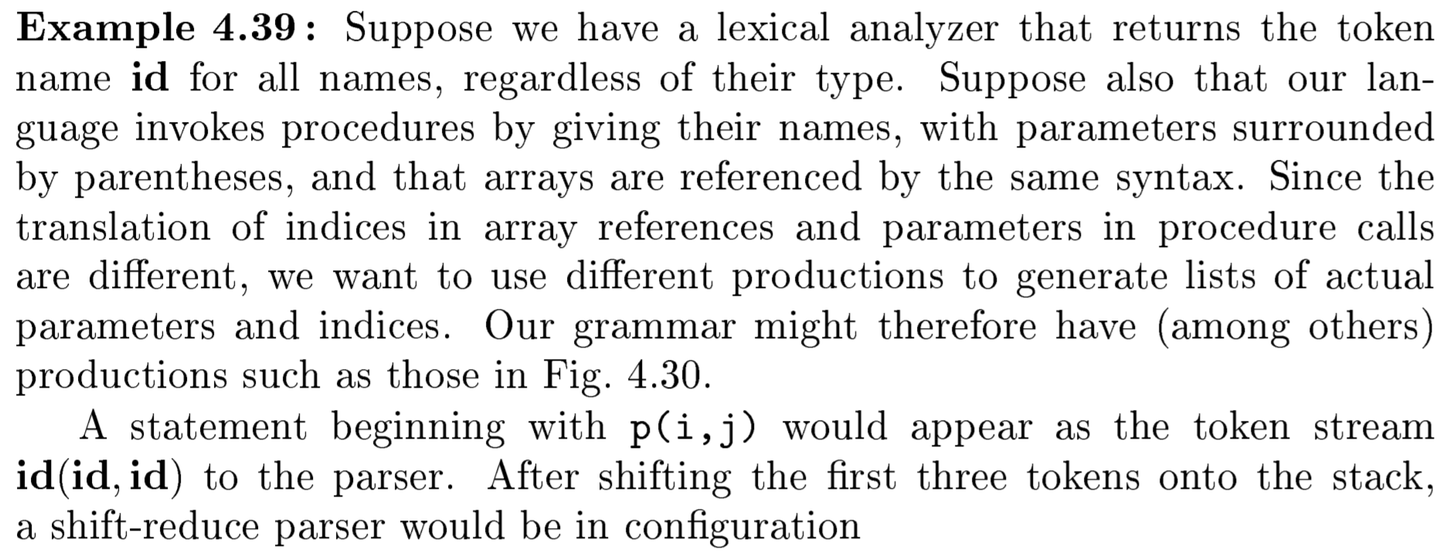 Example 4.39: Suppose we have a lexical analyzer that returns the token
name id for all names, regardless of their type. Suppose also that our lan-
guage invokes procedures by giving their names, with parameters surrounded
by parentheses, and that arrays are referenced by the same syntax. Since the
translation of indices in array references and parameters in procedure calls
are different, we want to use different productions to generate lists of actual
parameters and indices. Our grammar might therefore have (among others)
productions such as those in Fig. 4.30.
A statement beginning with p(i,j) would appear as the token stream
id(id, id) to the parser. After shifting the first three tokens onto the stack,
a shift-reduce parser would be in configuration